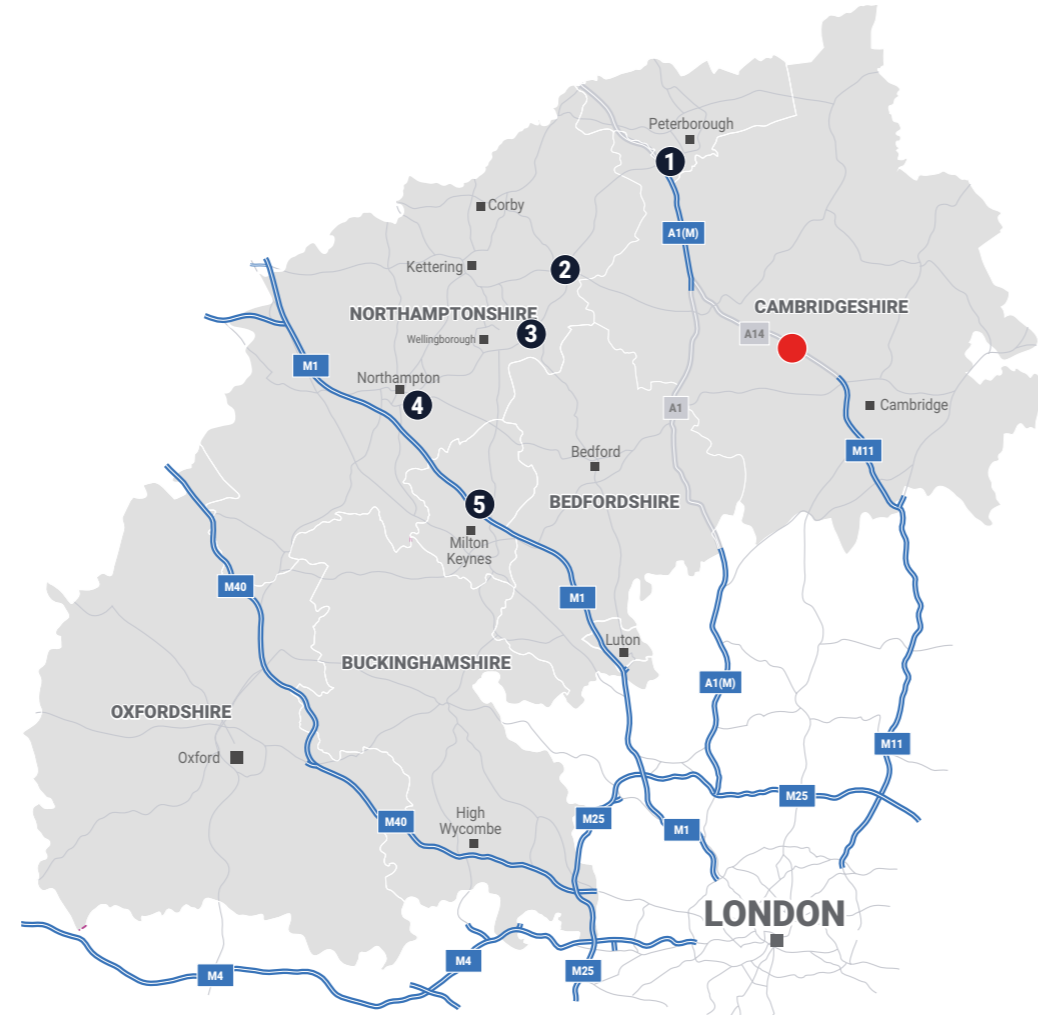 Peterborough
1
Corby
A1(M)
Kettering
2
CAMBRIDGESHIRE
NORTHAMPTONSHIRE
3
A14
Wellingborough
M1
Northampton
4
A1
Cambridge
Bedford
M11
5
BEDFORDSHIRE
Milton
Keynes
M40
M1
Luton
BUCKINGHAMSHIRE
A1(M)
OXFORDSHIRE
M11
Oxford
M25
High
Wycombe
M40
M25
M1
LONDON
M4
M25
M4